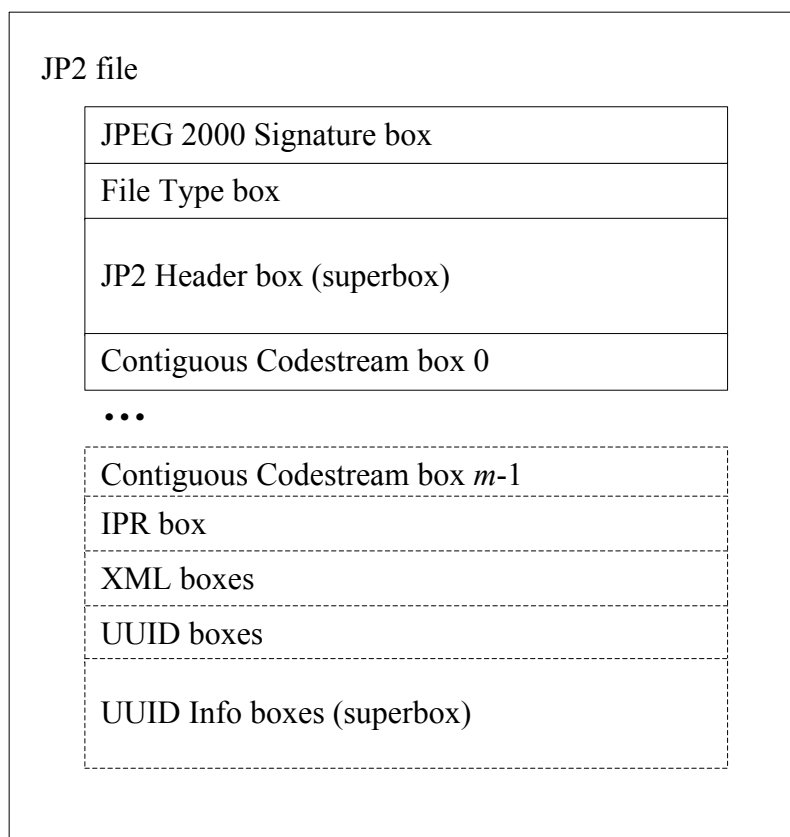 JP2 file
JPEG 2000 Signature box
File Type box
JP2 Header box (superbox)
Contiguous Codestream box 0
...
Contiguous Codestream box m-1
IPR box
XML boxes
UUID boxes
UUID Info boxes (superbox)